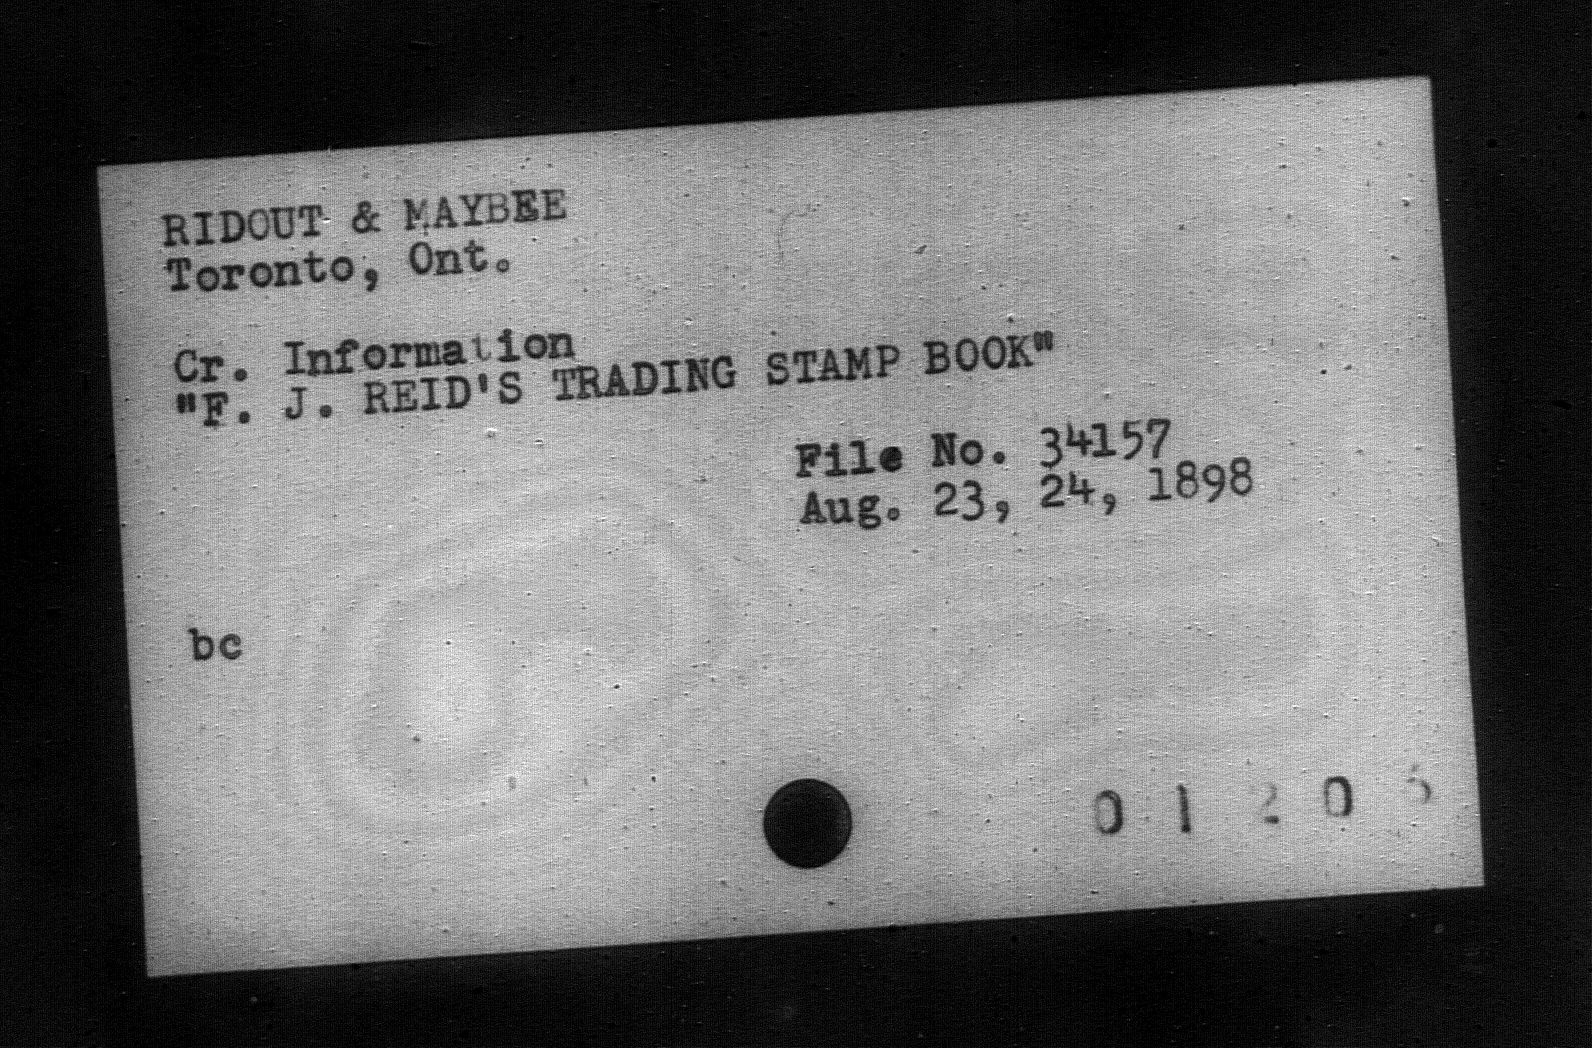 RIDOUT & MAYBEE
Toronto, Ont.
Cr. Information
"F. J. REID'S TRADING STAMP BOOK"
File No. 34157
Aug. 23, 24, 1898
bc
0 1 2 0 5